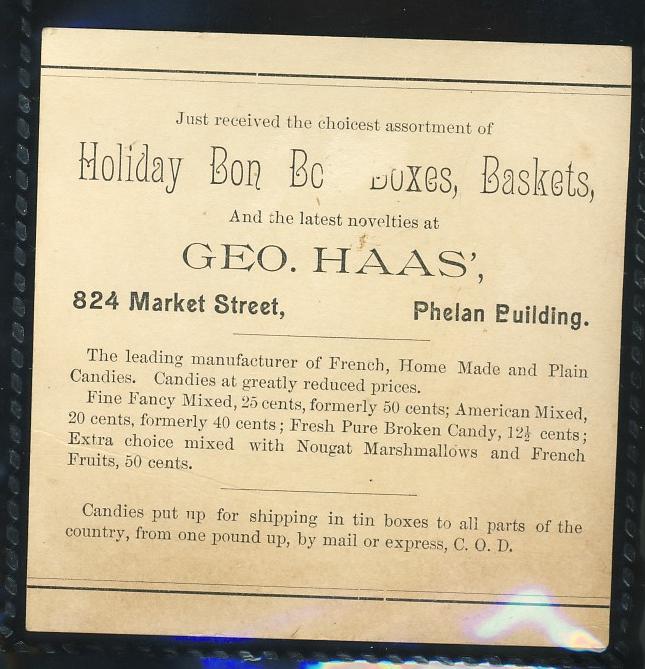 Just received the choicest assortment of
Holiday Bon Bo Boxes, Baskets,
And the latest novelties at
GEO. HAAS',
824 Market Street, Phelan Building.
The leading manufacturer of French, Home Made and Plain
Candies. Candies at greatly reduced prices.
Fine Fancy Mixed, 25 cents, formerly 50 cents; American Mixed,
20 cents, formerly 40 cents; Fresh Pure Broken Candy, 12½ cents;
Extra choice mixed with Nougat Marshmallows and French
Fruits, 50 cents.
Candies put up for shipping in tin boxes to all parts of the
country, from one pound up, by mail or express, C. O. D.